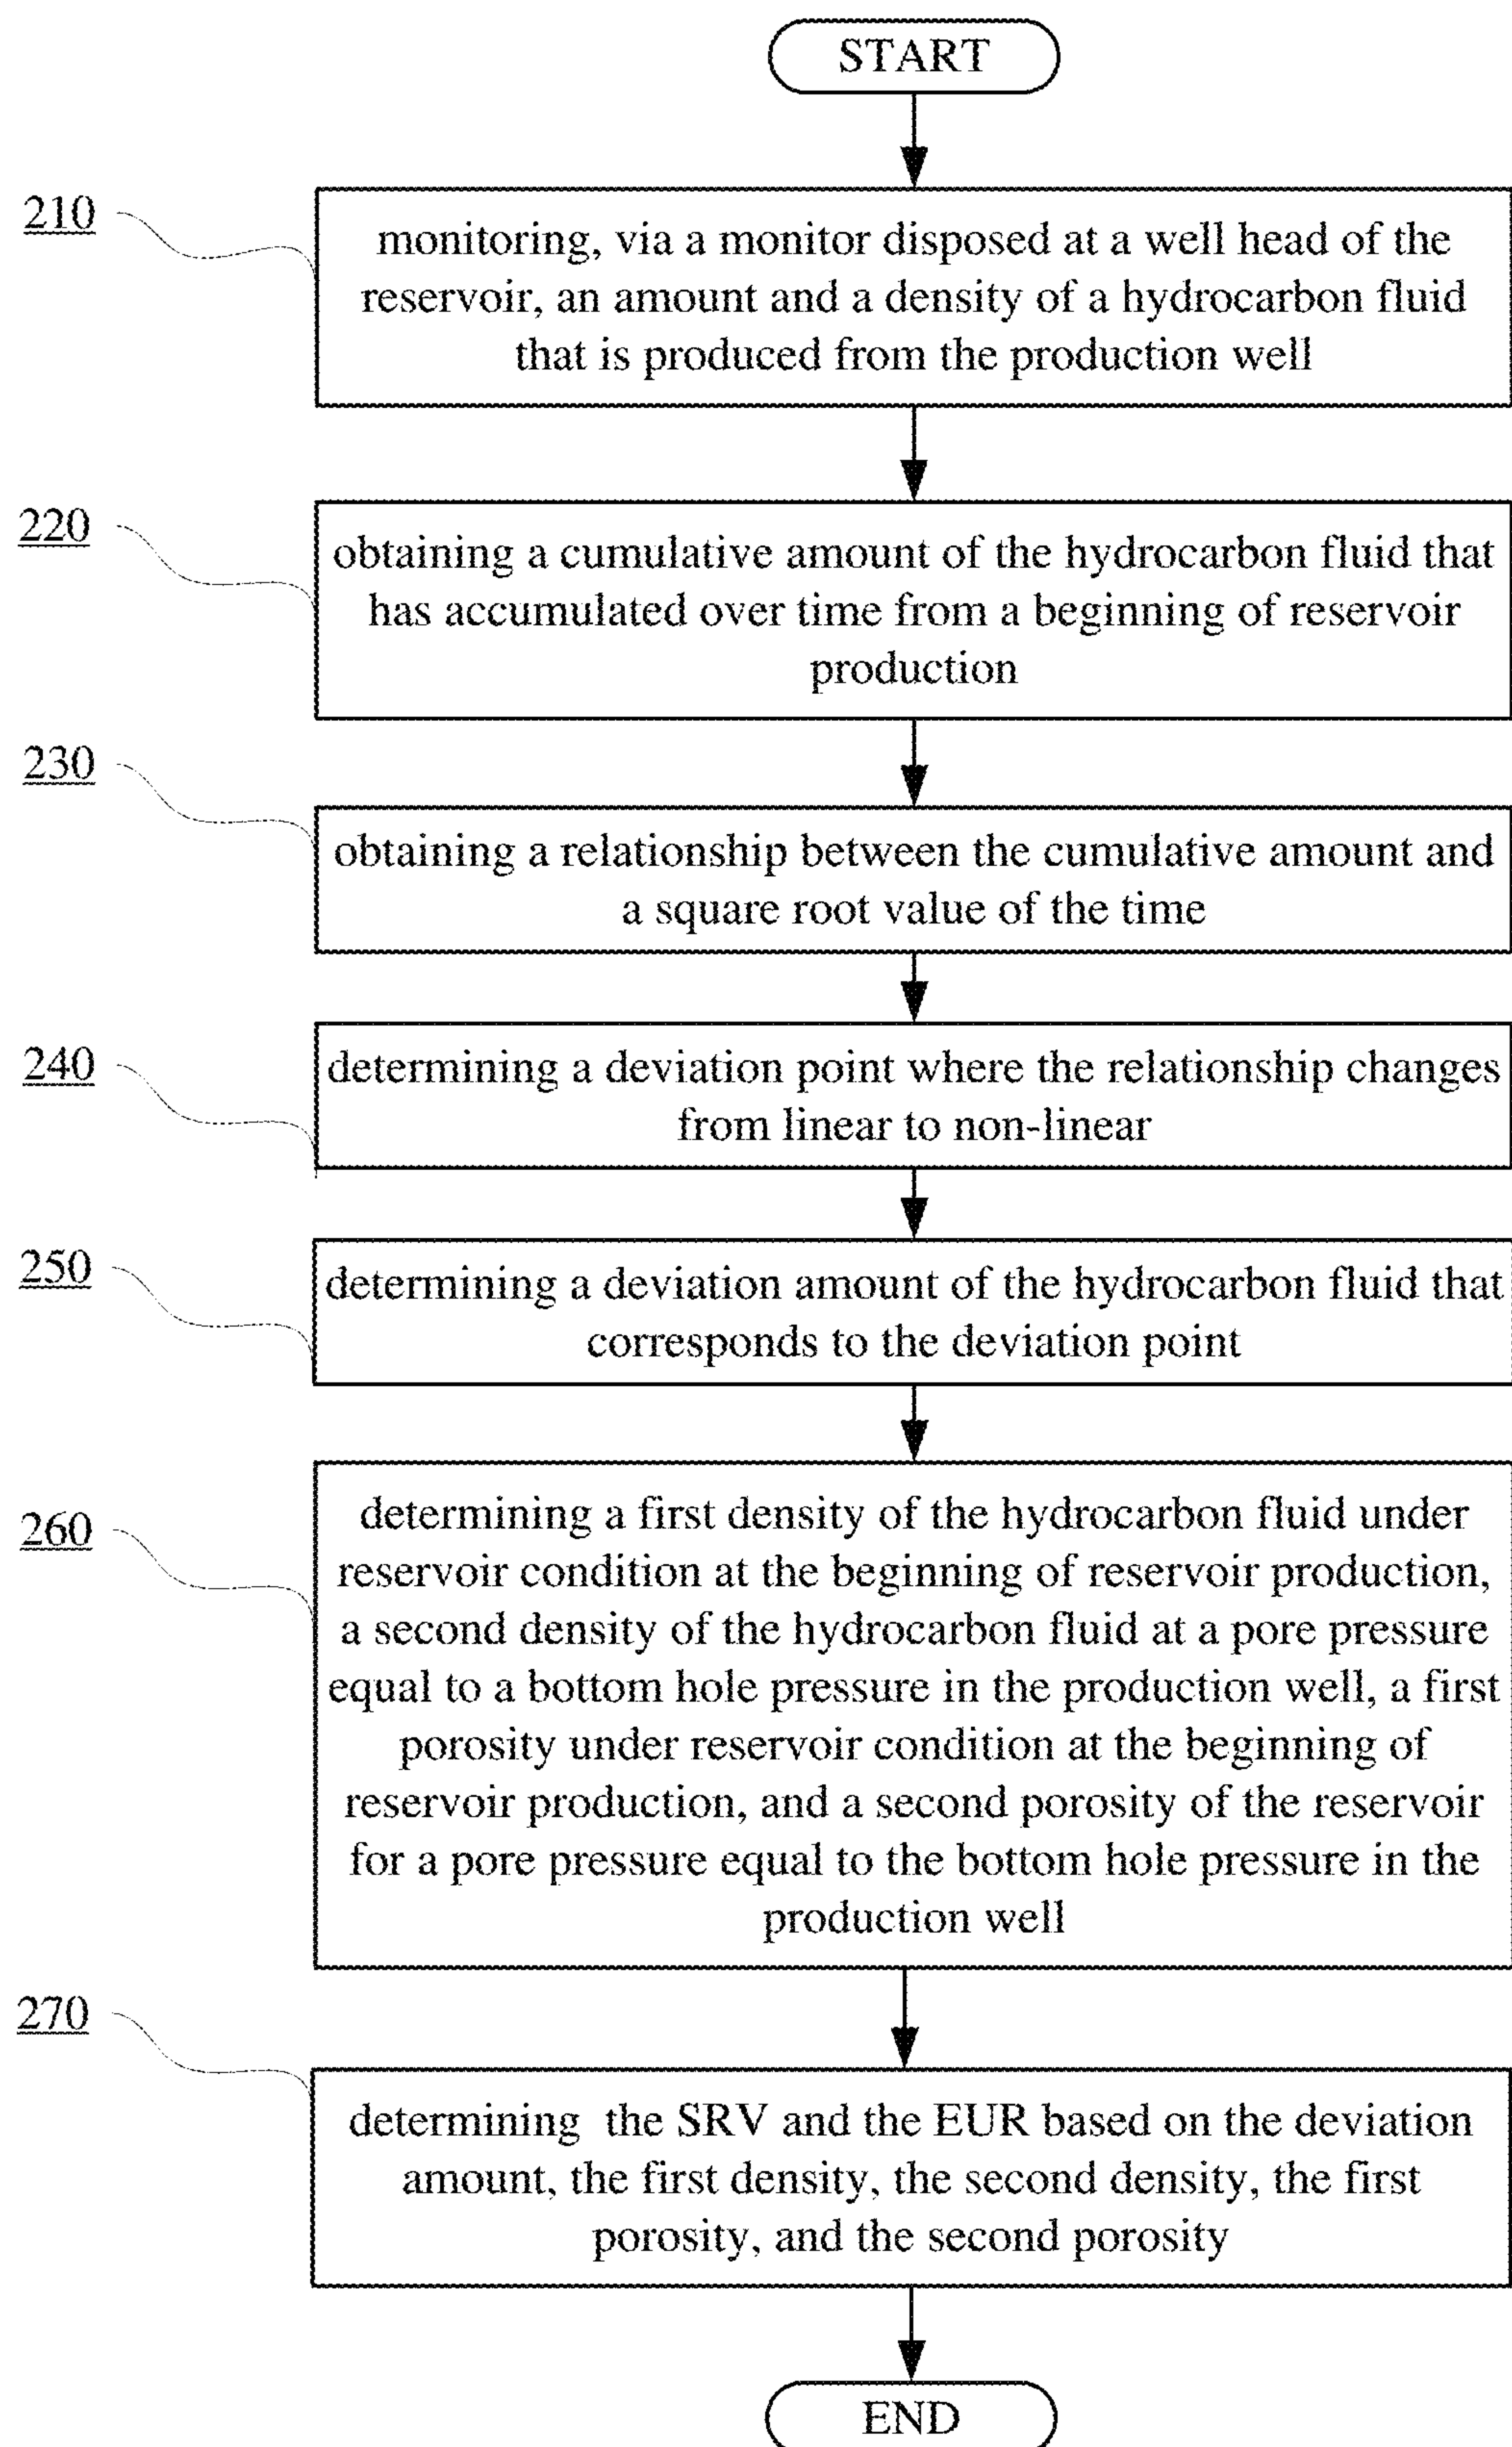 START
210
monitoring, via a monitor disposed at a well head of the
reservoir, an amount and a density of a hydrocarbon fluid
that is produced from the production well
220
obtaining a cumulative amount of the hydrocarbon fluid that
has accumulated over time from a beginning of reservoir
production
230
obtaining a relationship between the cumulative amount and
a square root value of the time
240
determining a deviation point where the relationship changes
from linear to non-linear
250
determining a deviation amount of the hydrocarbon fluid that
corresponds to the deviation point
260
determining a first density of the hydrocarbon fluid under
reservoir condition at the beginning of reservoir production,
a second density of the hydrocarbon fluid at a pore pressure
equal to a bottom hole pressure in the production well, a first
porosity under reservoir condition at the beginning of
reservoir production, and a second porosity of the reservoir
for a pore pressure equal to the bottom hole pressure in the
production well
270
determining the SRV and the EUR based on the deviation
amount, the first density, the second density, the first
porosity, and the second porosity
END